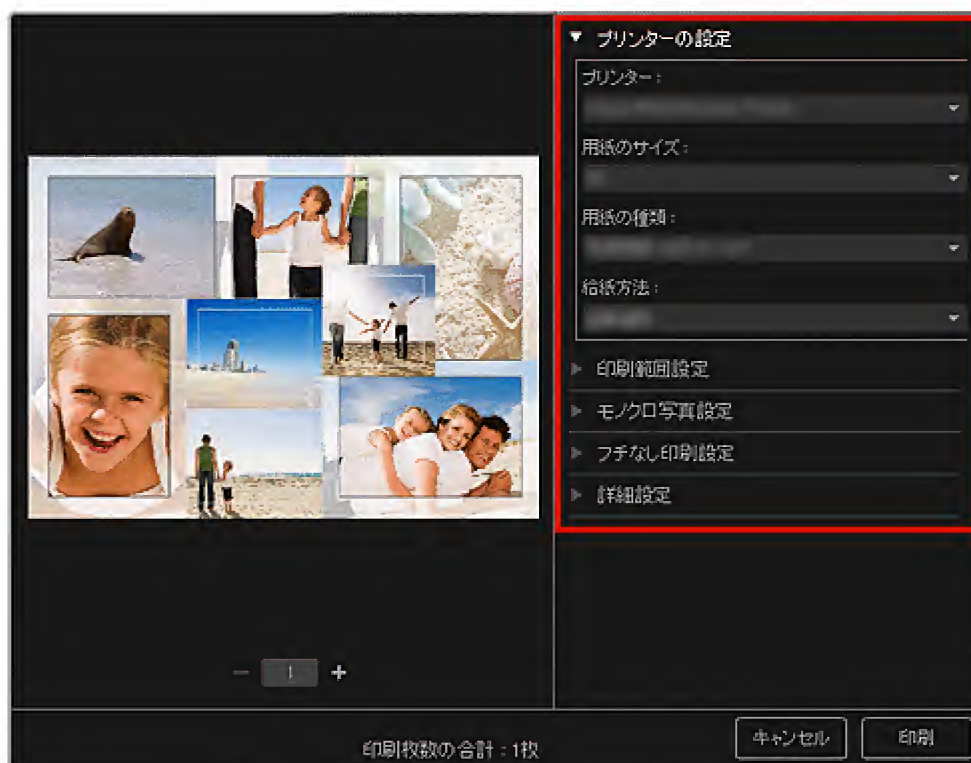 プリンターの設定
プリンター：
用紙のサイズ：
用紙の種類：
給紙方法：
印刷範囲設定
モノクロ写真設定
フチなし印刷設定
詳細設定
1
印刷枚数の合計：1枚
キャンセル
印刷